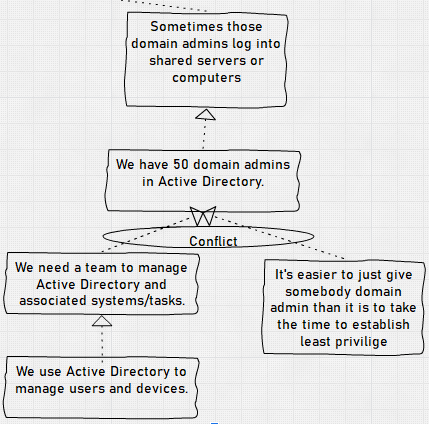 Sometimes those
domain admins log into
shared servers or
computers
We have 50 domain admins
in Active Directory.
Conflict
We need a team to manage
Active Directory and
associated systems/tasks.
It's easier to just give
somebody domain
admin than it is to take
the time to establish
least privilige
We use Active Directory to
manage users and devices.